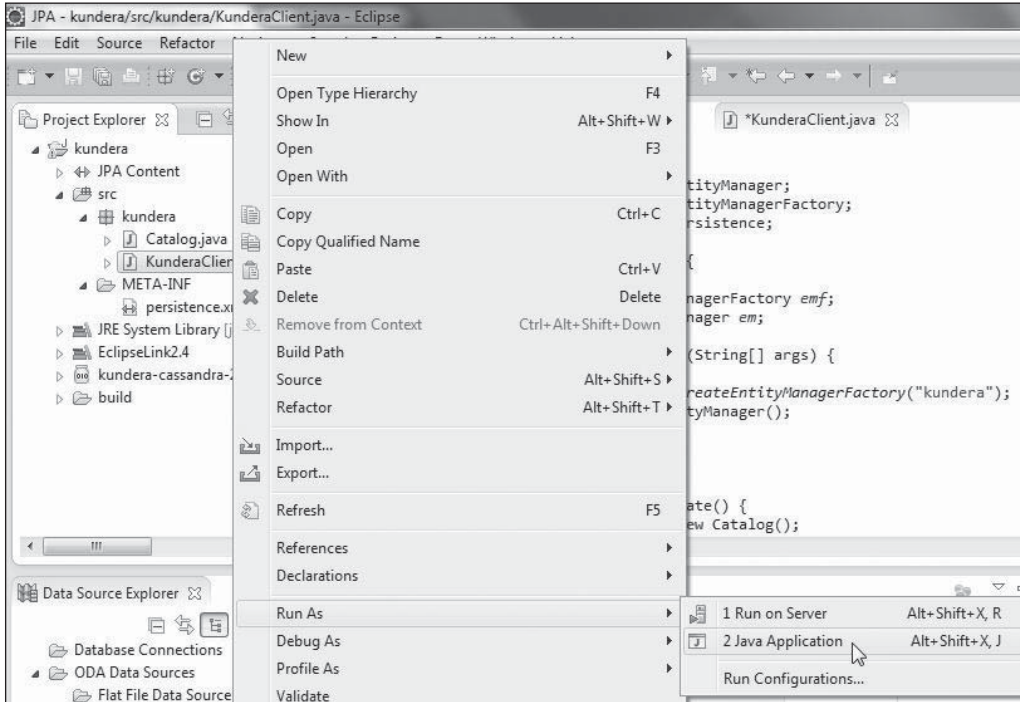 JPA - kundera/src/kundera/KunderaClient.java - Eclipse
File Edit Source Refactor
Project Explorer
kundera
JPA Content
src
kundera
Catalog.java
KunderaClien
META-INF
persistence.x
JRE System Library [j
EclipseLink2.4
kundera-cassandra-2
build
Data Source Explorer
Database Connections
ODA Data Sources
Flat File Data Source
New
Open Type Hierarchy F4
Show In Alt+Shift+W
Open F3
Open With
Copy Ctrl+C
Copy Qualified Name
Paste Ctrl+V
Delete Delete
Remove from Context Ctrl+Alt+Shift+Down
Build Path
Source Alt+Shift+S
Refactor Alt+Shift+T
Import...
Export...
Refresh F5
References
Declarations
Run As
Debug As
Profile As
Validate
1 Run on Server Alt+Shift+X, R
2 Java Application Alt+Shift+X, J
Run Configurations...
*KunderaClient.java
tityManager;
tityManagerFactory;
rsistence;
{
nagerFactory emf;
nager em;
(String[] args) {
reateEntityManagerFactory("kundera");
tyManager();
ate() {
ew Catalog();